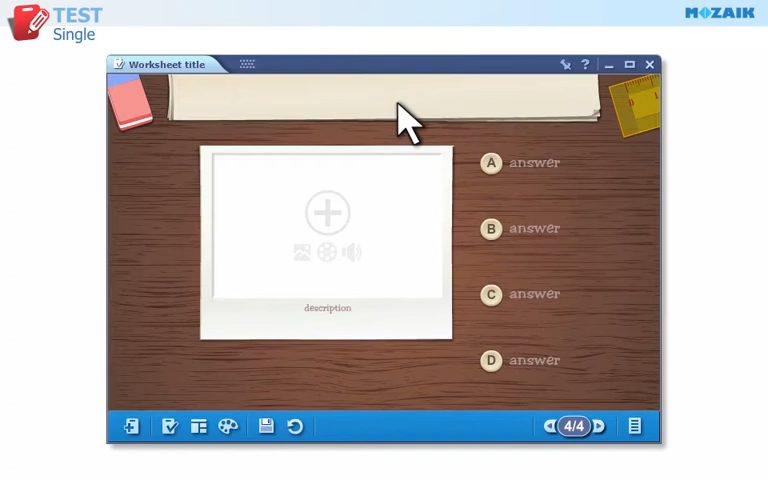 TEST
Single
MOZAIK
Worksheet title
?
A answer
B answer
C answer
D answer
description
4/4